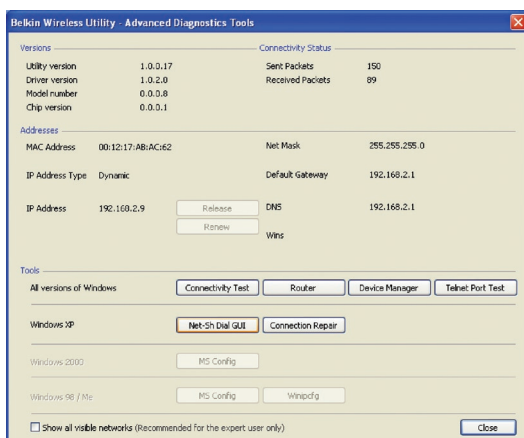 Belkin Wireless Utility - Advanced Diagnostics Tools
Versions
Utility version 1.0.0.17
Driver version 1.0.2.0
Model number 0.0.0.8
Chip version 0.0.0.1
Connectivity Status
Sent Packets 150
Received Packets 89
Addresses
MAC Address 00:12:17:AB:AC:62
Net Mask 255.255.255.0
IP Address Type Dynamic
Default Gateway 192.168.2.1
IP Address 192.168.2.9 Release
DNS 192.168.2.1
Renew
Wins
Tools
All versions of Windows Connectivity Test Router Device Manager Telnet Port Test
Windows XP Net-Sh Dial GUI Connection Repair
Windows 2000 MS Config
Windows 98 / Me MS Config Winipcfg
Show all visible networks (Recommended for the expert user only) Close